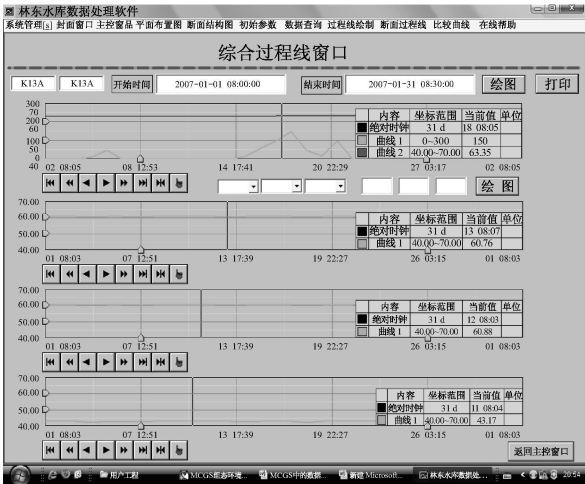 林东水库数据处理软件
系统管理[s] 封面窗口 主控窗品 平面布置图 断面结构图 初始参数 数据查询 过程线绘制 断面过程线 比较曲线 在线帮助
综合过程线窗口
K13A K13A 开始时间 2007-01-01 08:00:00 结束时间 2007-01-31 08:30:00 绘图 打印
300
70
200
60
100
50
0
40
内容 坐标范围 当前值 单位
绝对时钟 31 d 18 08:05
曲线 1 0~300 150
曲线 2 40.00~70.00 63.35
02 08:05 08 12:53 14 17:41 20 22:29 27 03:17 02 08:05
绘 图
70.00
60.00
50.00
40.00
内容 坐标范围 当前值 单位
绝对时钟 31 d 13 08:07
曲线 1 40.00~70.00 60.76
01 08:03 07 12:51 13 17:39 19 22:27 26 03:15 01 08:03
70.00
60.00
50.00
40.00
内容 坐标范围 当前值 单位
绝对时钟 31 d 12 08:03
曲线 1 40.00~70.00 60.88
01 08:03 07 12:51 13 17:39 19 22:27 26 03:15 01 08:03
70.00
60.00
50.00
40.00
内容 坐标范围 当前值 单位
绝对时钟 31 d 11 08:04
曲线 1 40.00~70.00 43.17
01 08:03 07 12:51 13 17:39 19 22:27 26 03:15 01 08:03
返回主控窗口
用户工程 MCGS组态环境... MCGS中的数据... 新建 Microsoft... 林东水库数据处... 20:54